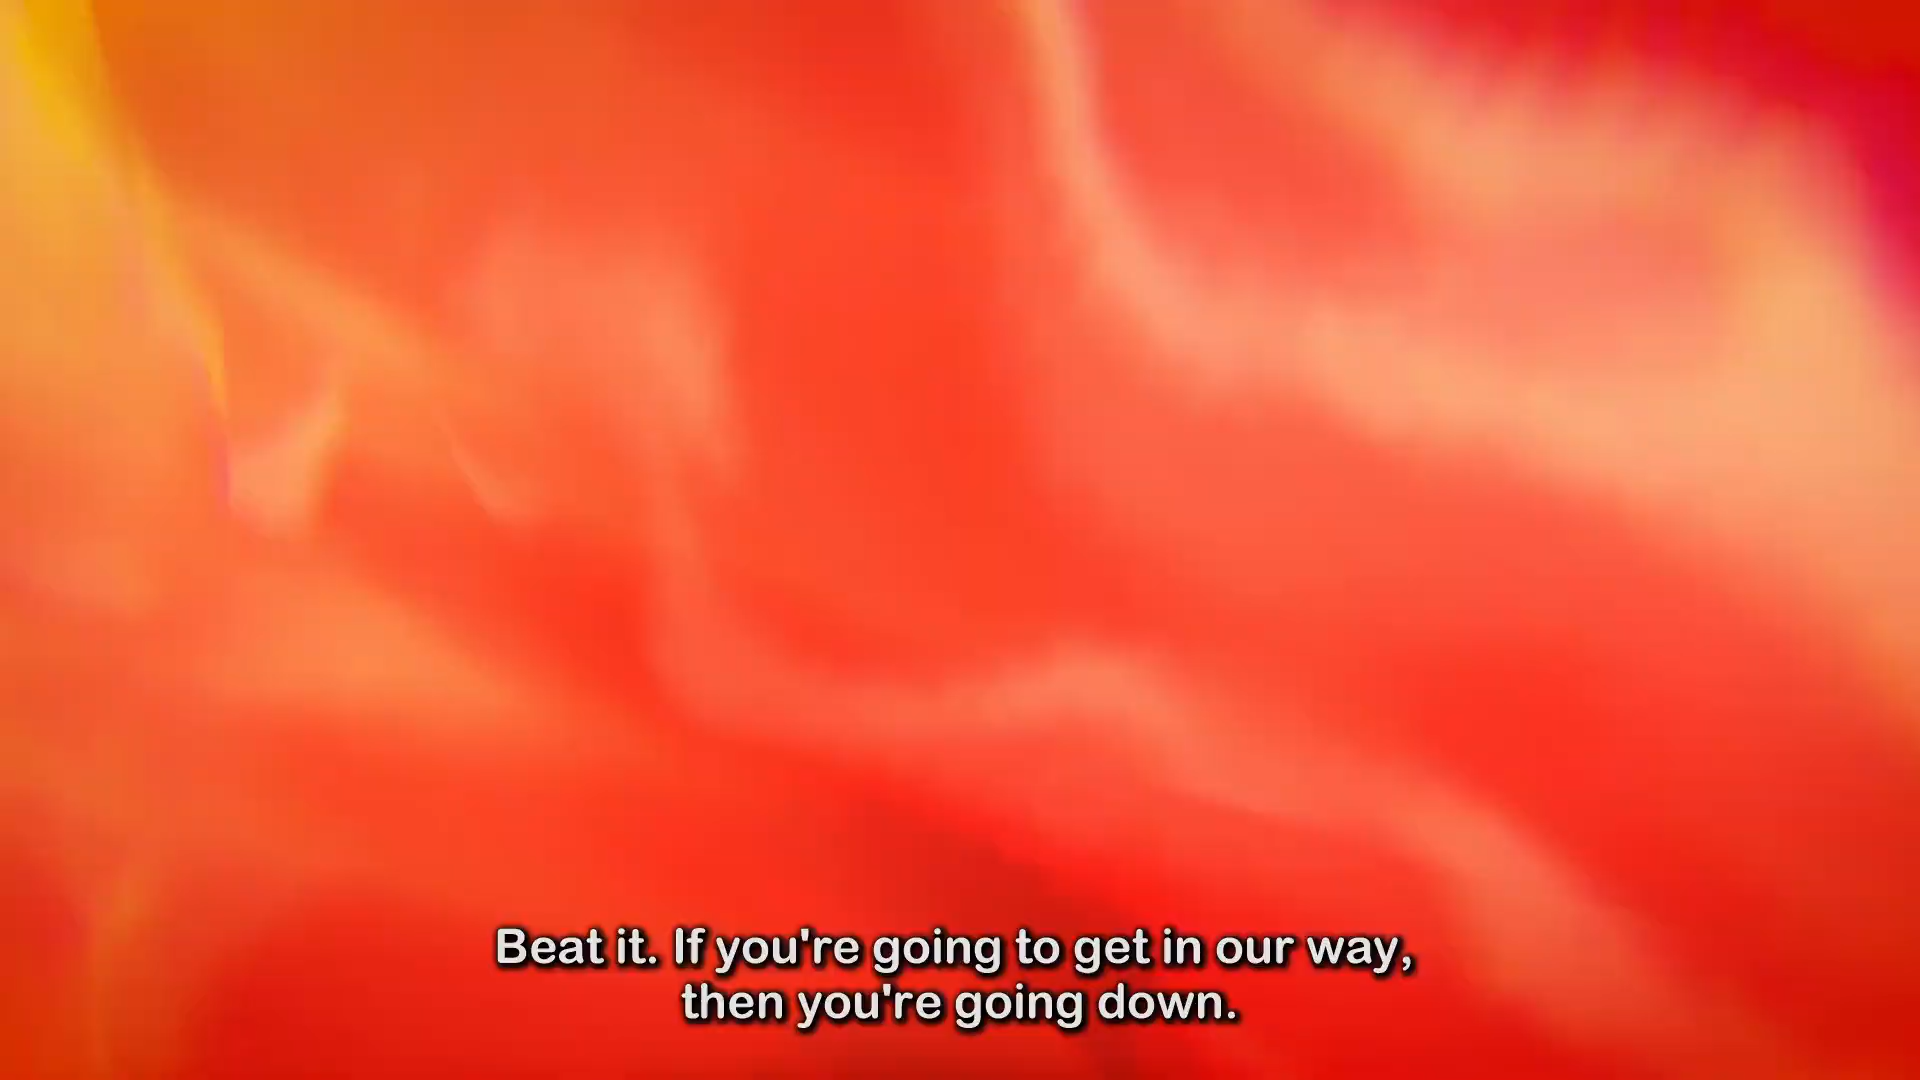 Beat it. If you're going to get in our way,
then you're going down.